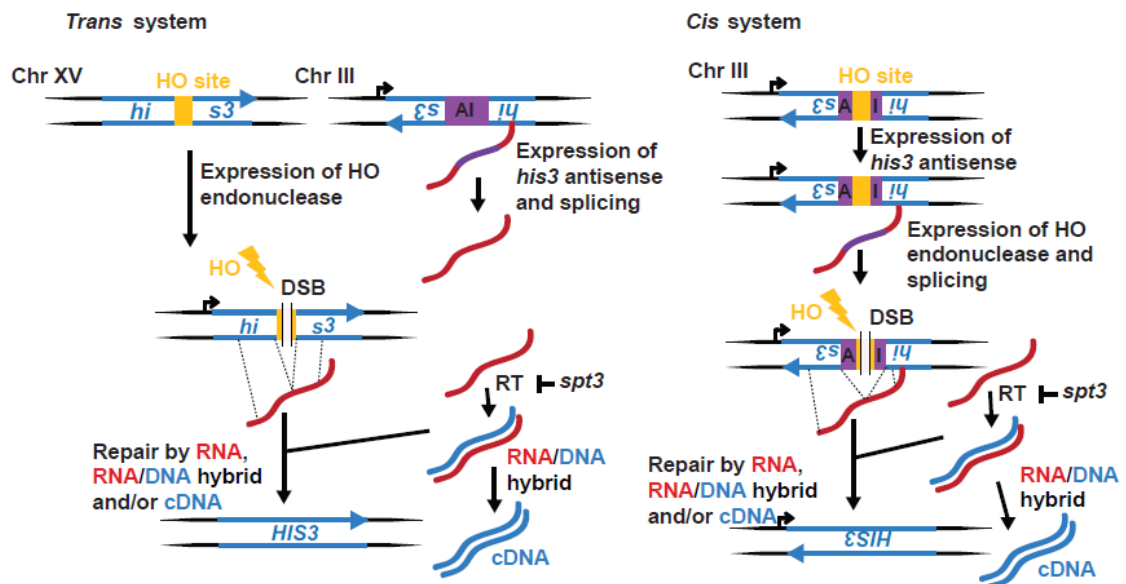 Trans system
Chr XV
HO site
hi
s3
Chr III
s3
AI
hi
Expression of HO
endonuclease
Expression of
his3 antisense
and splicing
HO
DSB
hi
s3
RT
spt3
Repair by RNA,
RNA/DNA hybrid
and/or cDNA
RNA/DNA
hybrid
HIS3
cDNA
Cis system
Chr III
HO site
s3
A
I
hi
Expression of
his3 antisense
s3
A
I
hi
Expression of HO
endonuclease and
splicing
HO
DSB
s3
A
I
hi
RT
spt3
Repair by RNA,
RNA/DNA hybrid
and/or cDNA
RNA/DNA
hybrid
HIS3
cDNA